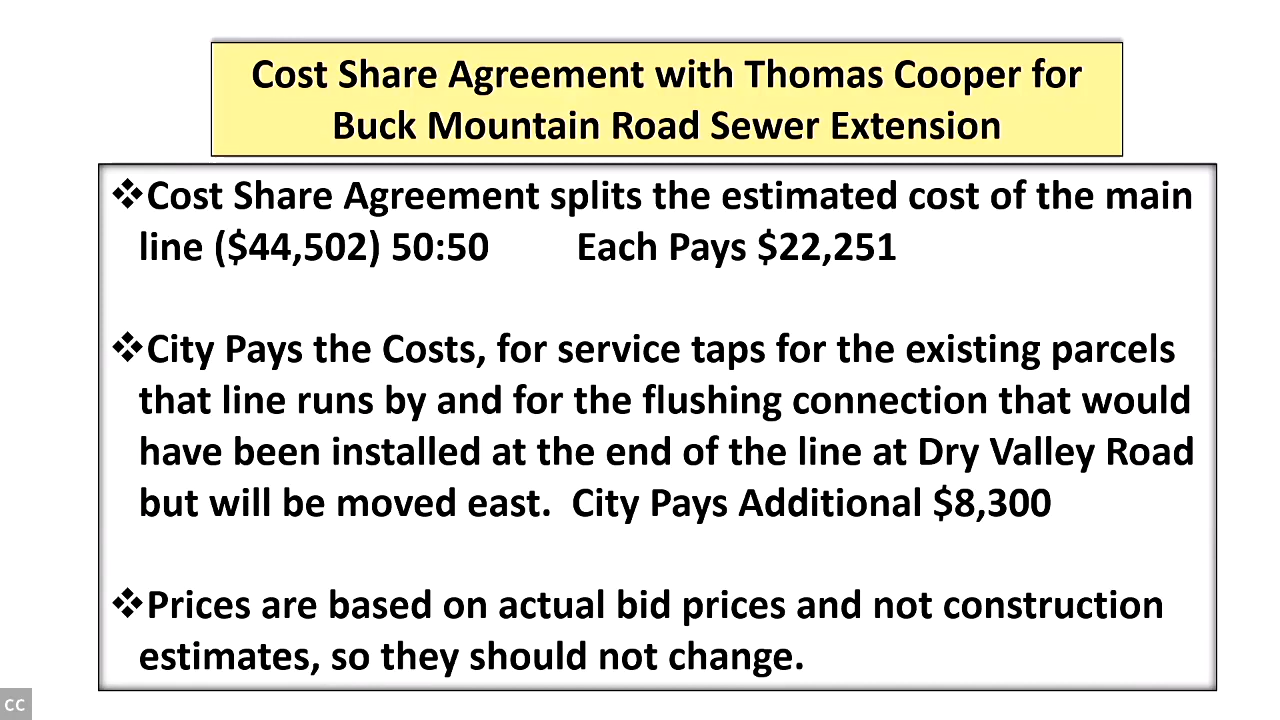 Cost Share Agreement with Thomas Cooper for
Buck Mountain Road Sewer Extension
❖Cost Share Agreement splits the estimated cost of the main
line ($44,502) 50:50 Each Pays $22,251
❖City Pays the Costs, for service taps for the existing parcels
that line runs by and for the flushing connection that would
have been installed at the end of the line at Dry Valley Road
but will be moved east. City Pays Additional $8,300
❖Prices are based on actual bid prices and not construction
estimates, so they should not change.
CC